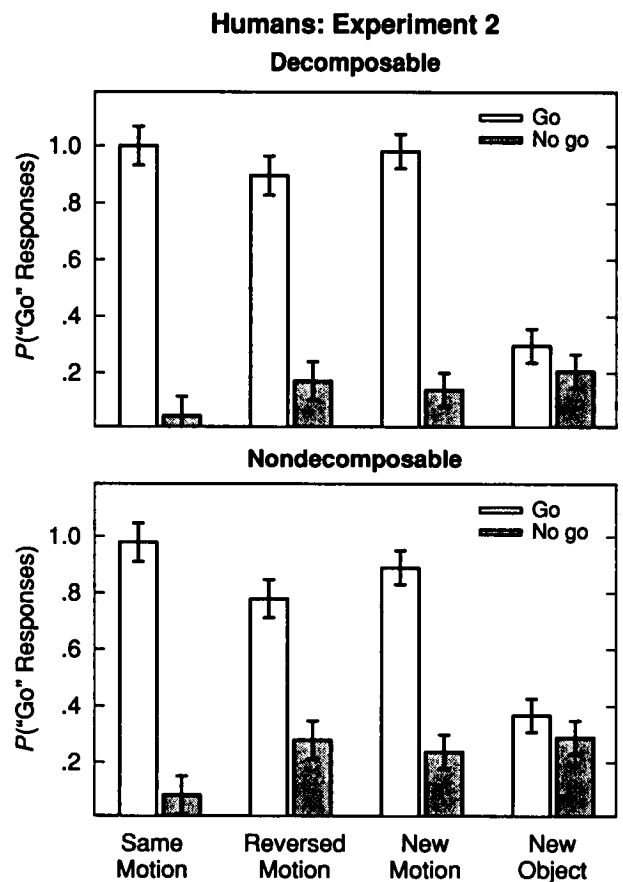 Humans: Experiment 2
Decomposable
Go
No go
1.0
.8
.6
.4
.2
P("Go" Responses)
Nondecomposable
Go
No go
1.0
.8
.6
.4
.2
P("Go" Responses)
Same Reversed New New
Motion Motion Motion Object